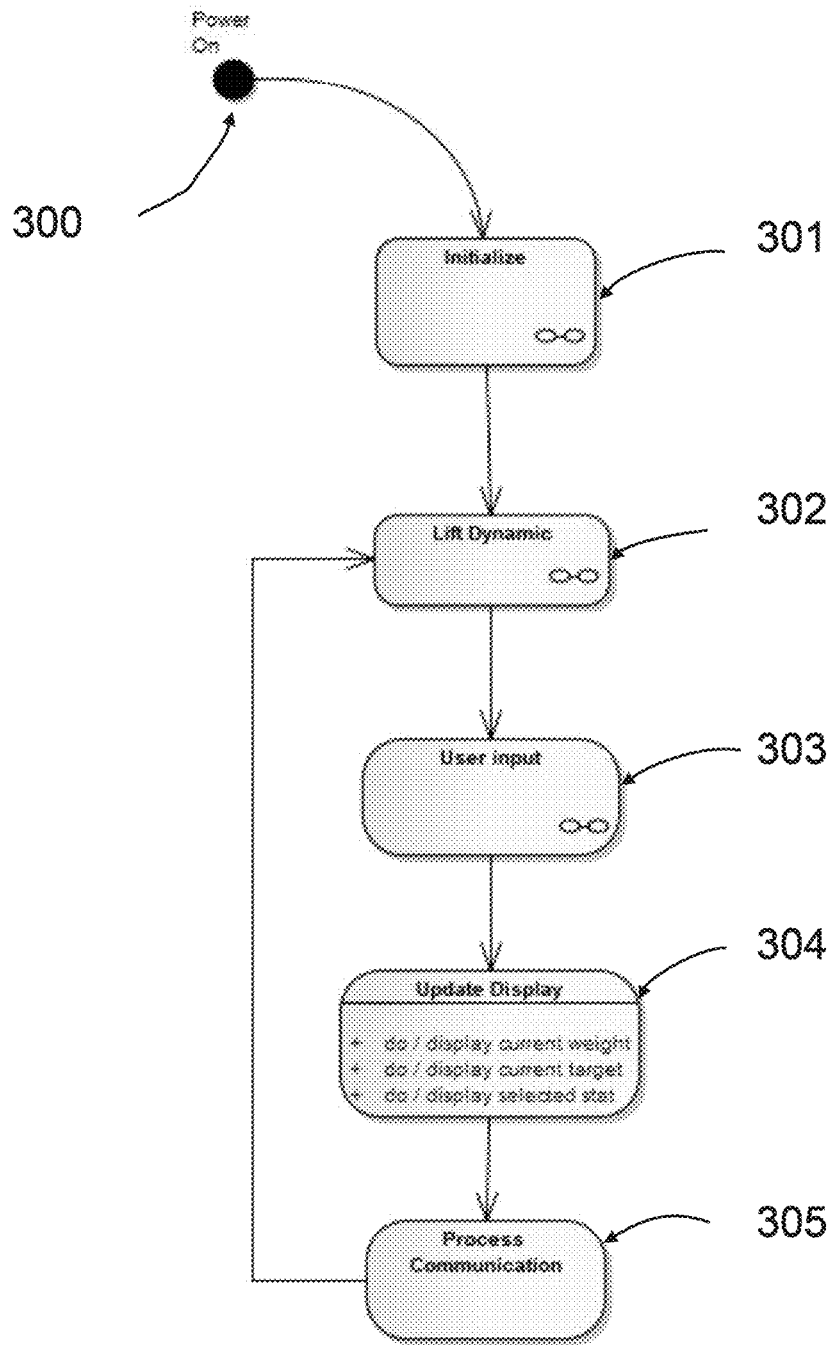 Power
On
300
Initialize
301
Lift Dynamic
302
User input
303
Update Display
304
+ do / display current weight
+ do / display current target
+ do / display selected stat
Process
Communication
305